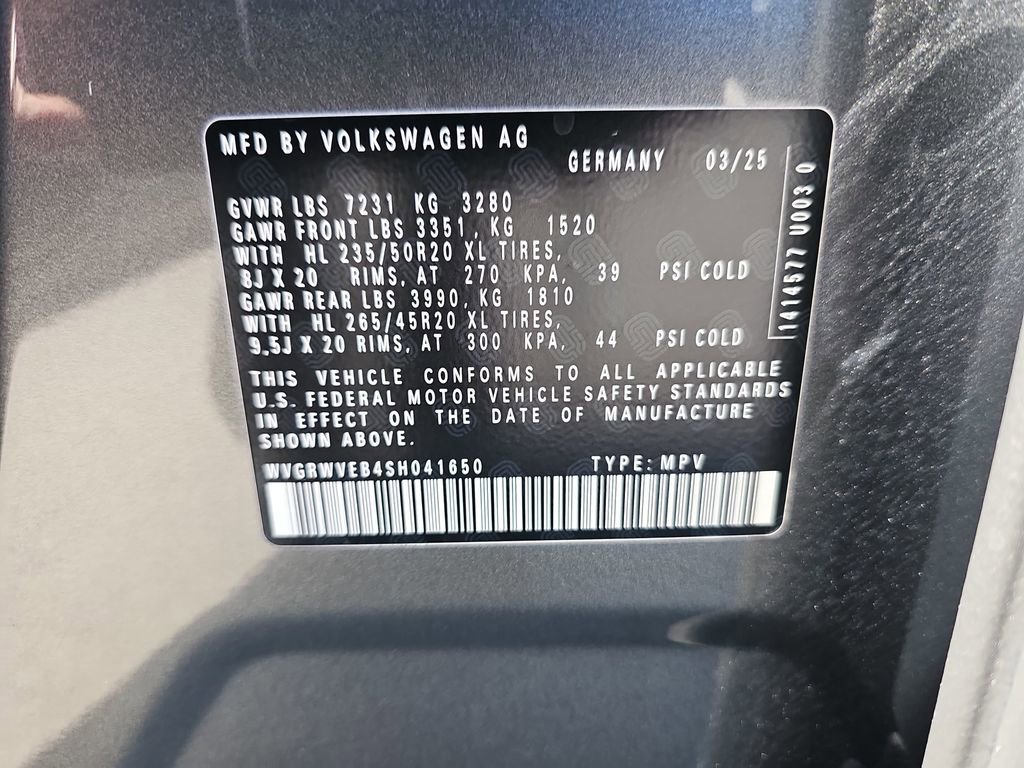 MFD BY VOLKSWAGEN AG
GERMANY 03/25
GVWR LBS 7231 KG 3280
GAWR FRONT LBS 3351, KG 1520
WITH HL 235/50R20 XL TIRES,
8J X 20 RIMS, AT 270 KPA, 39 PSI COLD
GAWR REAR LBS 3990, KG 1810
WITH HL 265/45R20 XL TIRES,
9,5J X 20 RIMS, AT 300 KPA, 44 PSI COLD
THIS VEHICLE CONFORMS TO ALL APPLICABLE
U.S. FEDERAL MOTOR VEHICLE SAFETY STANDARDS
IN EFFECT ON THE DATE OF MANUFACTURE
SHOWN ABOVE.
WVGRWVEB4SH041650 TYPE: MPV
1414577 U003 0